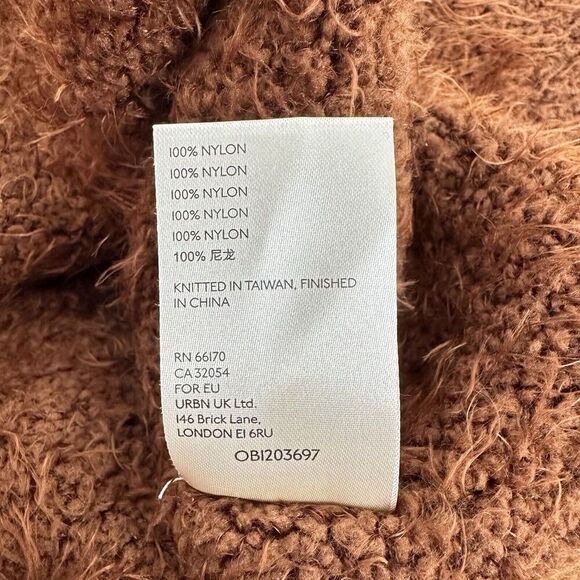 100% NYLON
100% NYLON
100% NYLON
100% NYLON
100% NYLON
100% 尼龙
KNITTED IN TAIWAN, FINISHED
IN CHINA
RN 66170
CA 32054
FOR EU
URBN UK Ltd.
146 Brick Lane,
LONDON E1 6RU
OB1203697